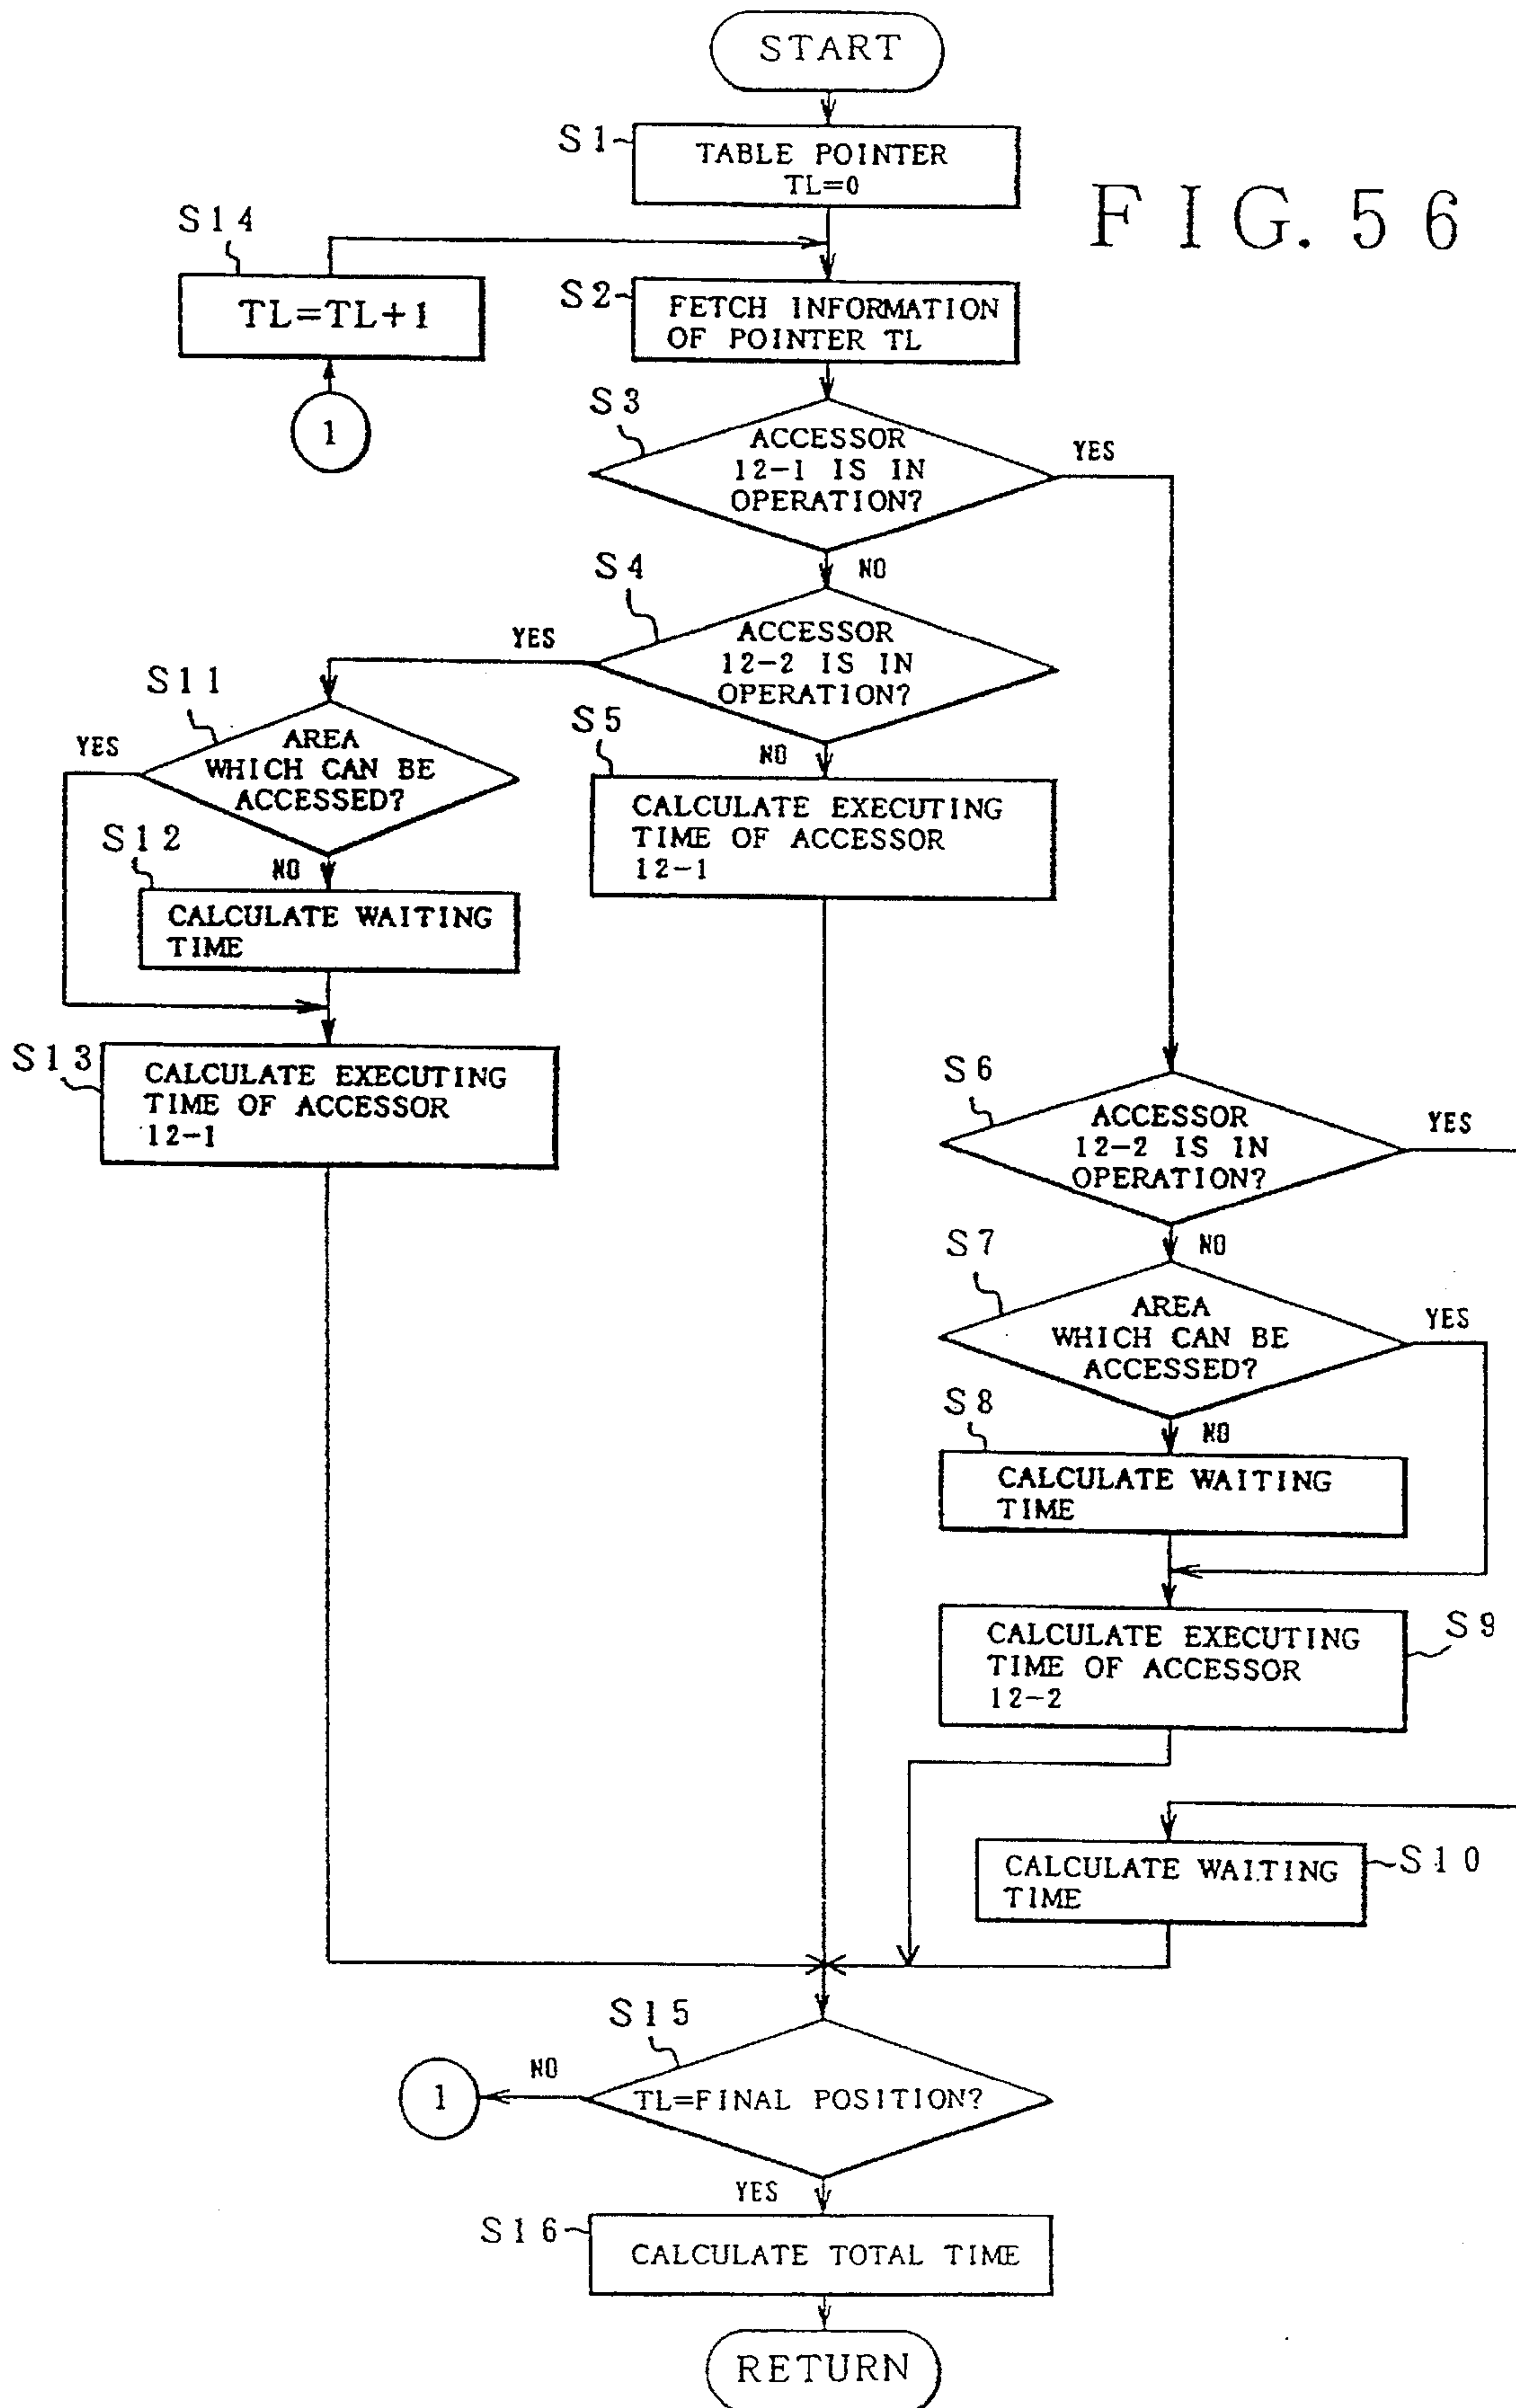 START
S1
TABLE POINTER
TL=0
FIG. 56
S14
TL=TL+1
1
S2
FETCH INFORMATION
OF POINTER TL
S3
ACCESSOR
12-1 IS IN
OPERATION?
YES
NO
S4
ACCESSOR
12-2 IS IN
OPERATION?
YES
NO
S11
AREA
WHICH CAN BE
ACCESSED?
YES
NO
S5
CALCULATE EXECUTING
TIME OF ACCESSOR
12-1
S12
CALCULATE WAITING
TIME
S13
CALCULATE EXECUTING
TIME OF ACCESSOR
12-1
S6
ACCESSOR
12-2 IS IN
OPERATION?
YES
NO
S7
AREA
WHICH CAN BE
ACCESSED?
YES
NO
S8
CALCULATE WAITING
TIME
S9
CALCULATE EXECUTING
TIME OF ACCESSOR
12-2
S10
CALCULATE WAITING
TIME
S15
TL=FINAL POSITION?
NO
1
YES
S16
CALCULATE TOTAL TIME
RETURN